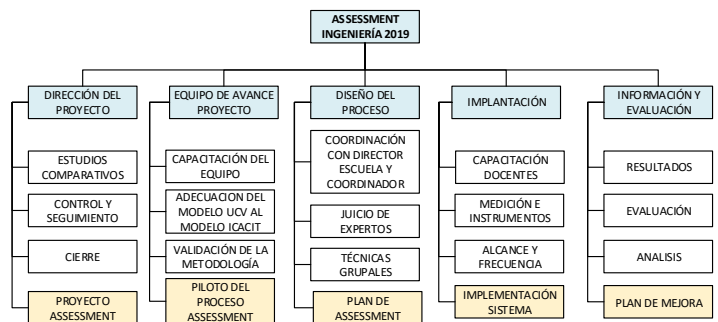 ASSESSMENT
INGENIERÍA 2019
DIRECCIÓN DEL
PROYECTO
ESTUDIOS
COMPARATIVOS
CONTROL Y
SEGUIMIENTO
CIERRE
PROYECTO
ASSESSMENT
EQUIPO DE AVANCE
PROYECTO
CAPACITACIÓN DEL
EQUIPO
ADECUACION DEL
MODELO UCV AL
MODELO ICACIT
VALIDACIÓN DE LA
METODOLOGÍA
PILOTO DEL
PROCESO
ASSESSMENT
DISEÑO DEL
PROCESO
COORDINACIÓN
CON DIRECTOR
ESCUELA Y
COORDINADOR
JUICIO DE
EXPERTOS
TÉCNICAS
GRUPALES
PLAN DE
ASSESSMENT
IMPLANTACIÓN
CAPACITACIÓN
DOCENTES
MEDICIÓN E
INSTRUMENTOS
ALCANCE Y
FRECUENCIA
IMPLEMENTACIÓN
SISTEMA
INFORMACIÓN Y
EVALUACIÓN
RESULTADOS
EVALUACIÓN
ANALISIS
PLAN DE MEJORA